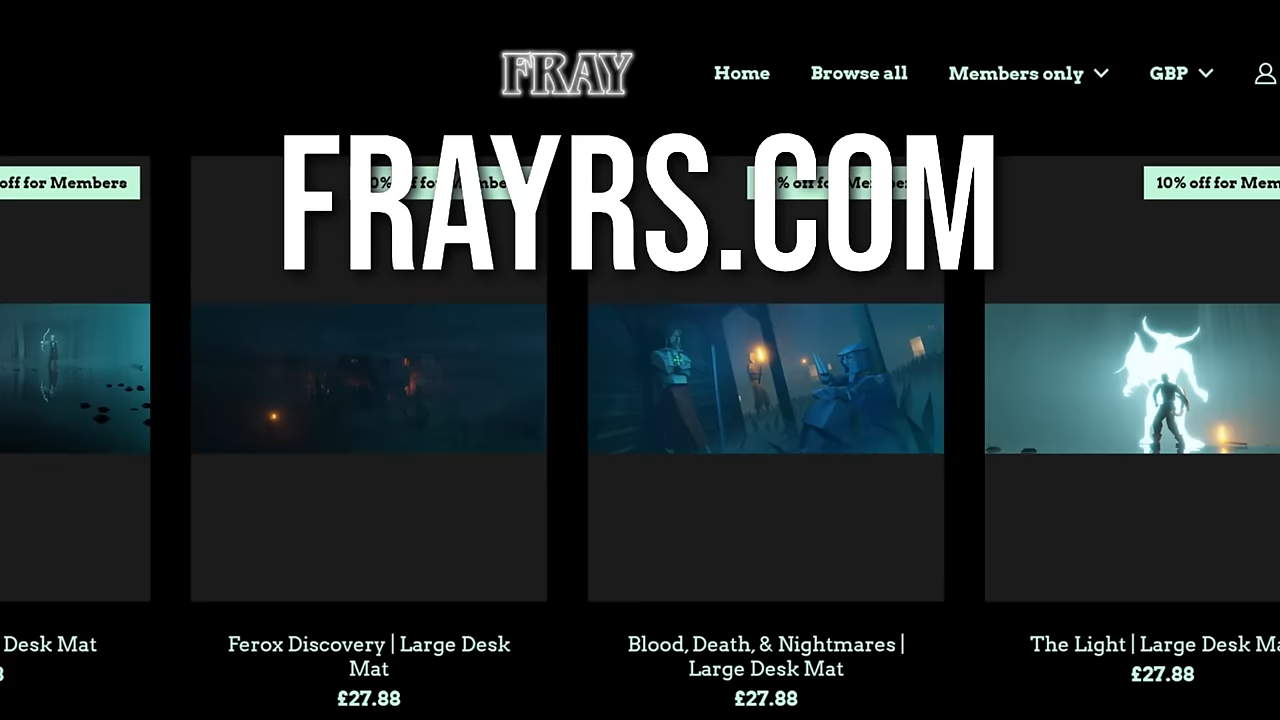 FRAY
Home
Browse all
Members only
GBP
FRAYRS.COM
off for Members
10% off for Mem
Desk Mat
Ferox Discovery | Large Desk
Mat
£27.88
Blood, Death, & Nightmares |
Large Desk Mat
£27.88
The Light | Large Desk Ma
£27.88